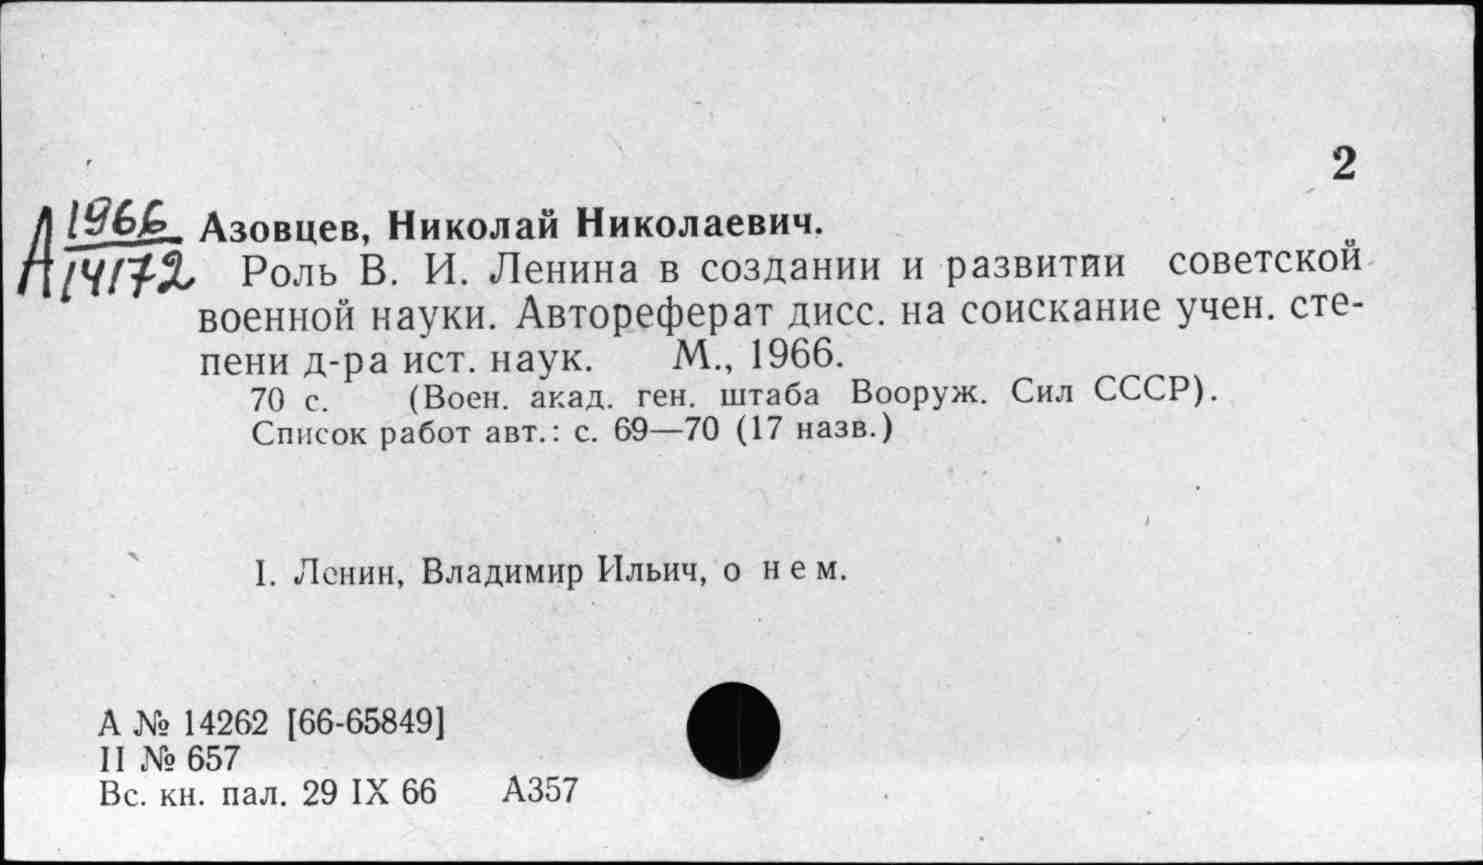 2
А 1966
14172
Азовцев, Николай Николаевич.
Роль В. И. Ленина в создании и развитии советской
военной науки. Автореферат дисс. на соискание учен. сте-
пени д-ра ист. наук. М., 1966.
70 с. (Воен. акад. ген. штаба Вооруж. Сил СССР).
Список работ авт.: с. 69—70 (17 назв.)
I. Ленин, Владимир Ильич, о нем.
А № 14262 [66-65849]
II № 657
Вс. кн. пал. 29 IX 66 А357